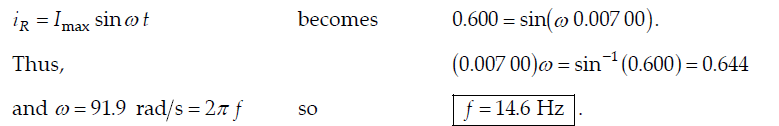 i_R = I_max sin ωt becomes 0.600 = sin(ω 0.007 00).
Thus, (0.007 00)ω = sin⁻¹(0.600) = 0.644
and ω = 91.9 rad/s = 2π f so f = 14.6 Hz.